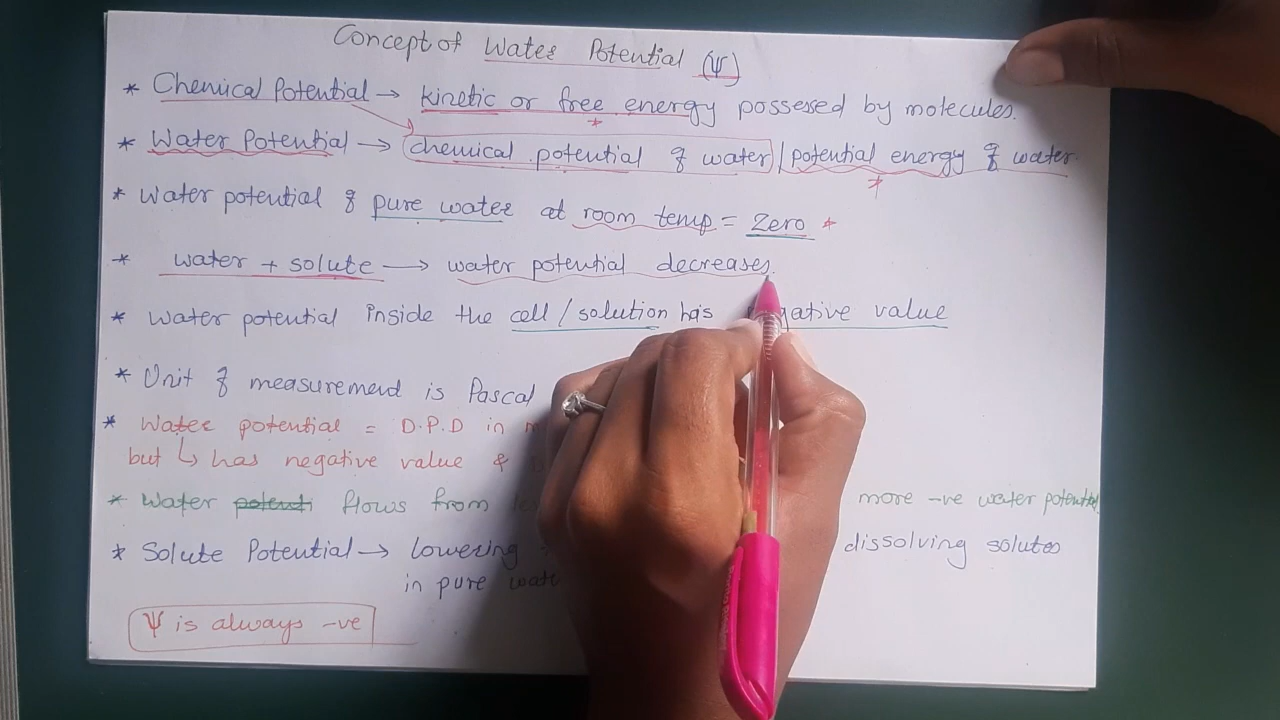 Concept of Water Potential (Ψ)
* Chemical Potential → kinetic or free energy possessed by molecules.
* Water Potential → chemical potential of water / potential energy of water.
* Water potential of pure water at room temp = Zero *
* water + solute → water potential decreases.
* Water potential inside the cell / solution has gative value
* Unit of measurement is Pascal
* Water potential = D.P.D in
but ↳ has negative value &
* Water potenti flows from more -ve water potential
* Solute Potential → lowering dissolving solutes
in pure wate
Ψ is always -ve